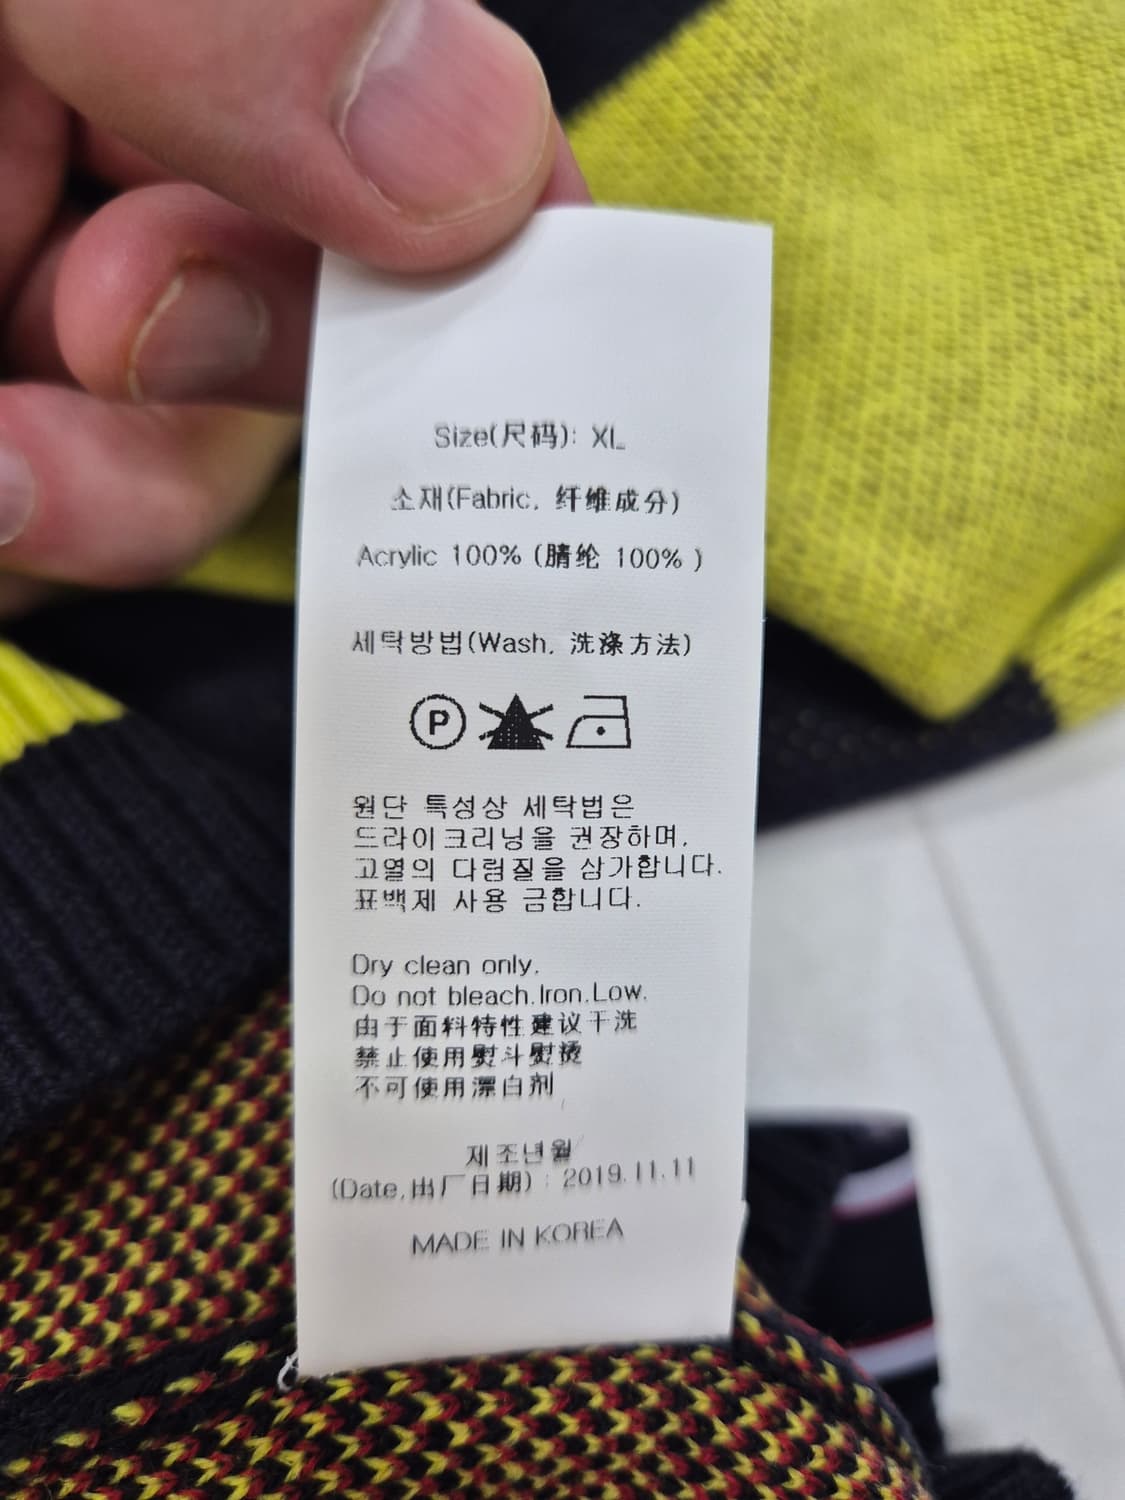 Size(尺码): XL
소재(Fabric, 纤维成分)
Acrylic 100% (腈纶 100% )
세탁방법(Wash, 洗涤方法)
P
원단 특성상 세탁법은
드라이크리닝을 권장하며,
고열의 다림질을 삼가합니다.
표백제 사용 금합니다.
Dry clean only.
Do not bleach.Iron.Low.
由于面料特性建议干洗
禁止使用熨斗熨烫
不可使用漂白剂
제조년월
(Date,出厂日期) : 2019.11.11
MADE IN KOREA